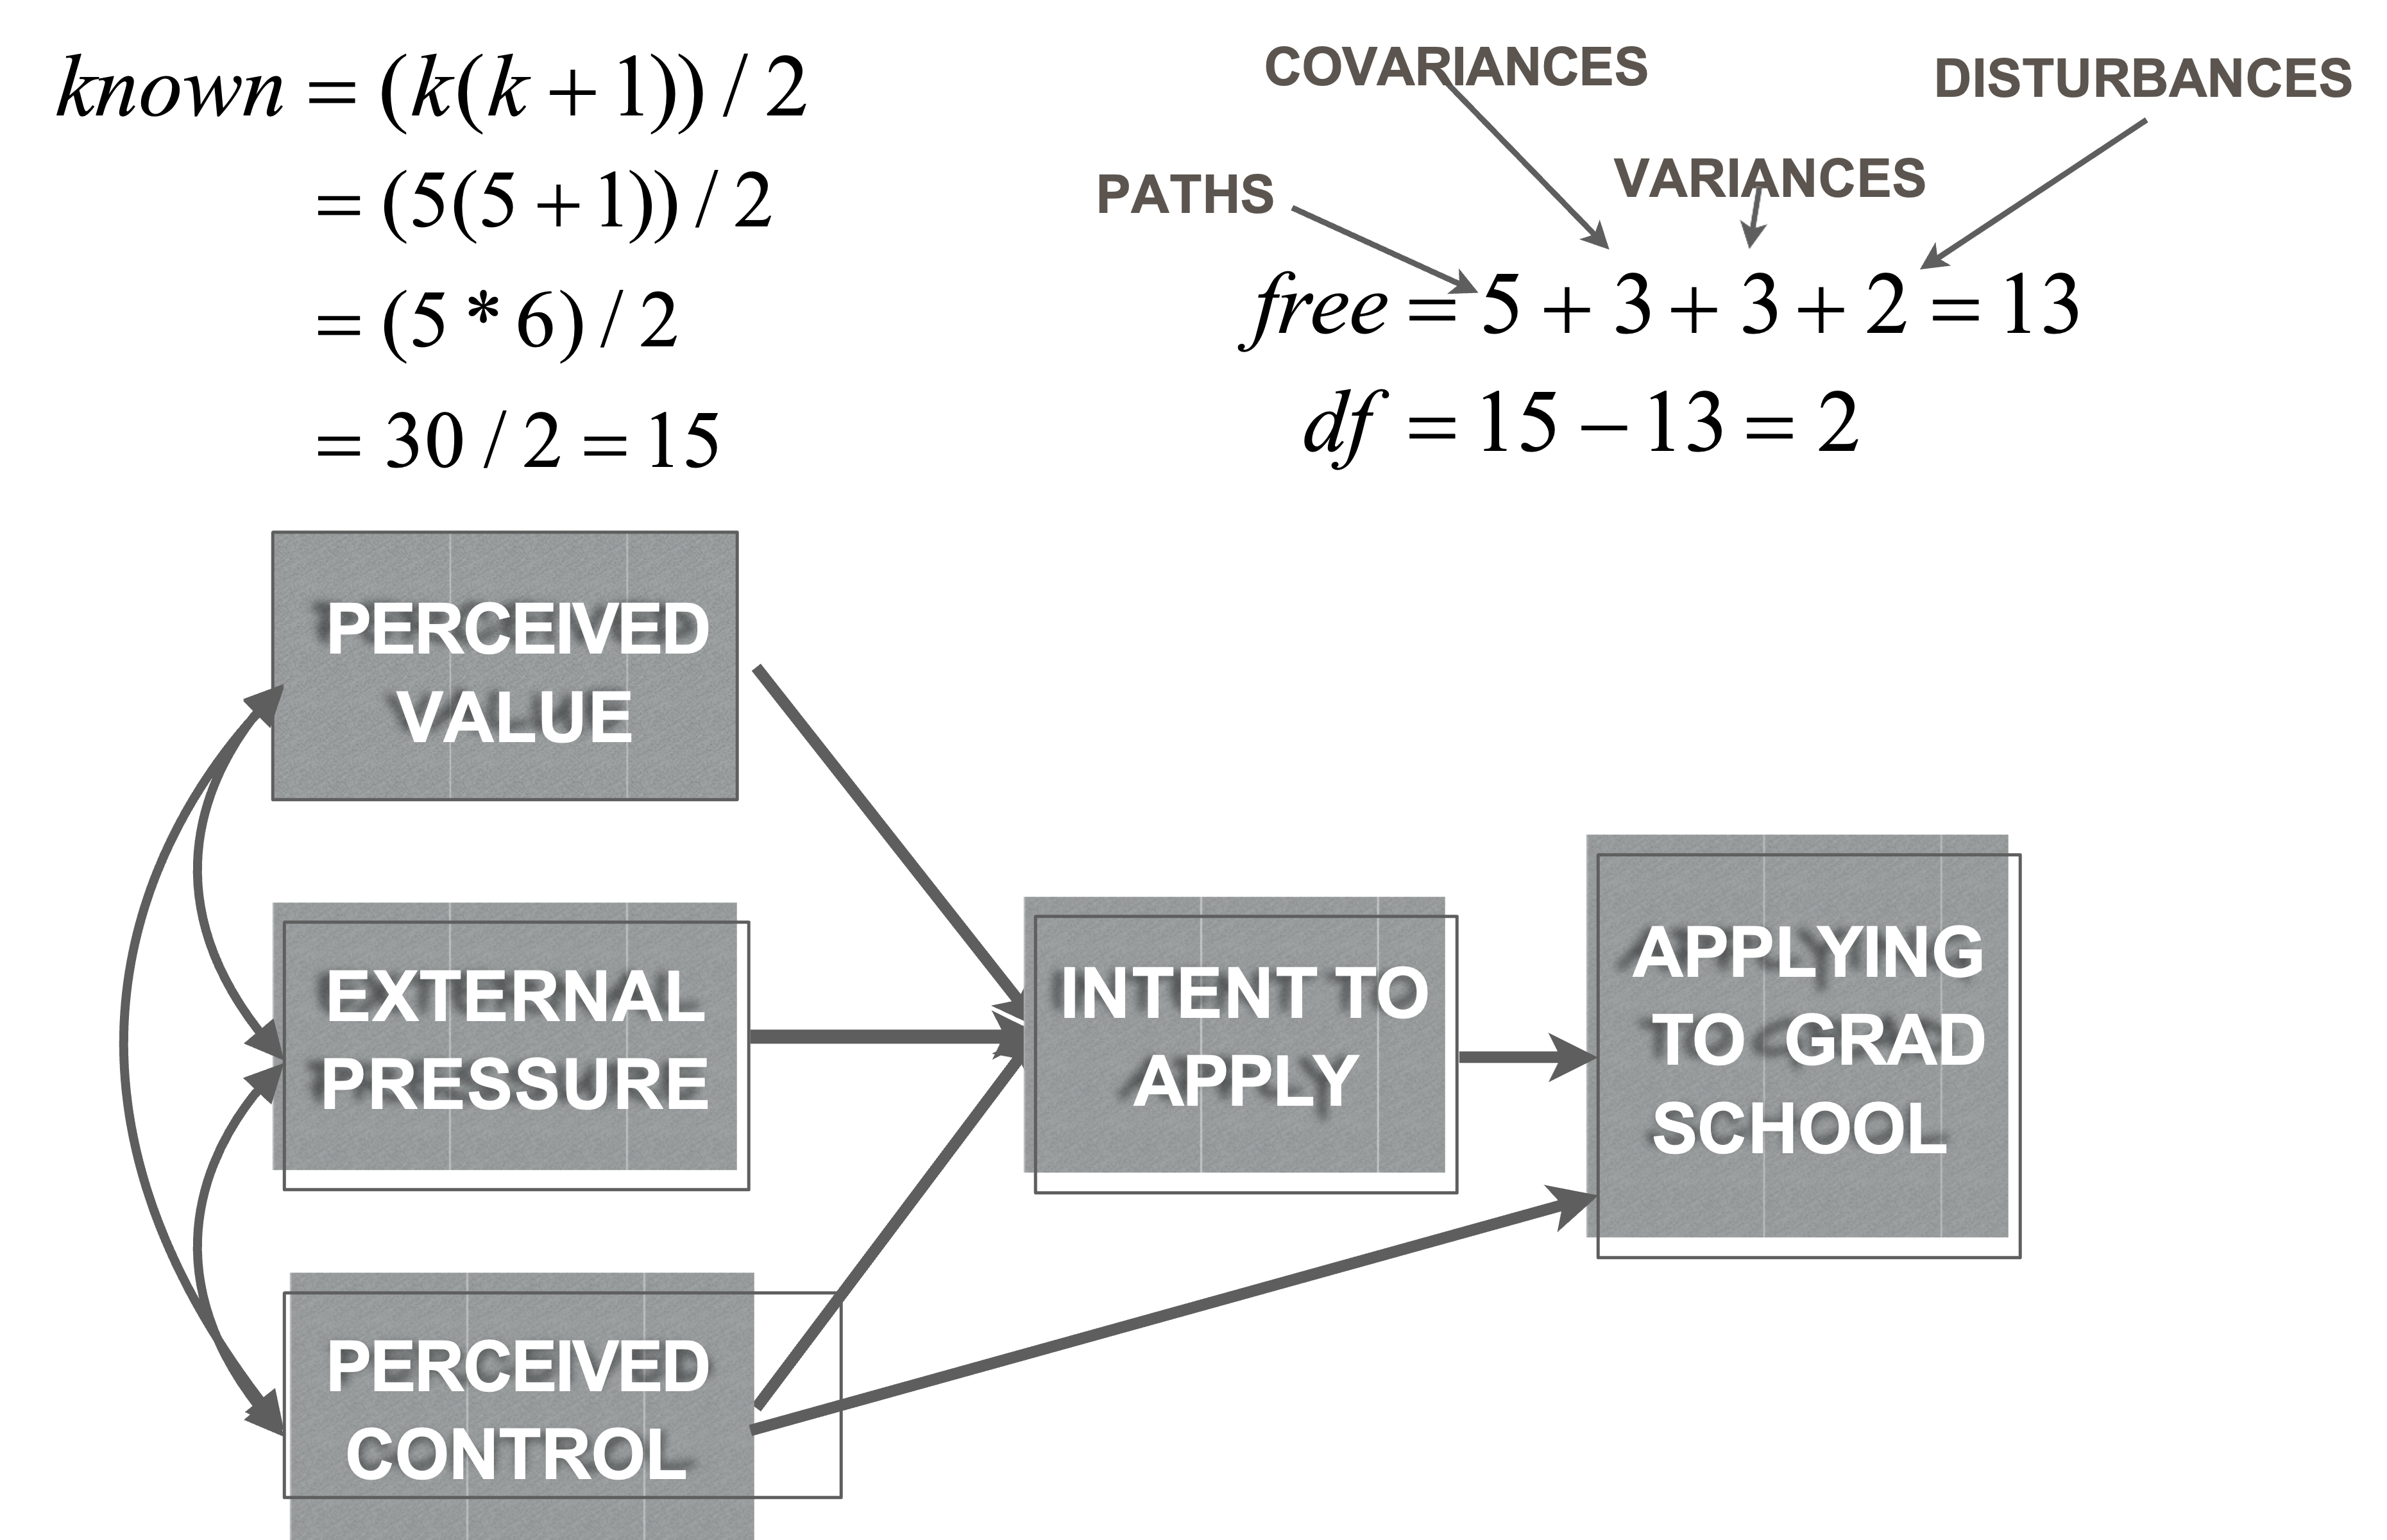 known = (k(k + 1)) / 2
= (5(5 + 1)) / 2
= (5 * 6) / 2
= 30 / 2 = 15
COVARIANCES
DISTURBANCES
PATHS
VARIANCES
free = 5 + 3 + 3 + 2 = 13
df = 15 − 13 = 2
PERCEIVED
VALUE
EXTERNAL
PRESSURE
PERCEIVED
CONTROL
INTENT TO
APPLY
APPLYING
TO GRAD
SCHOOL